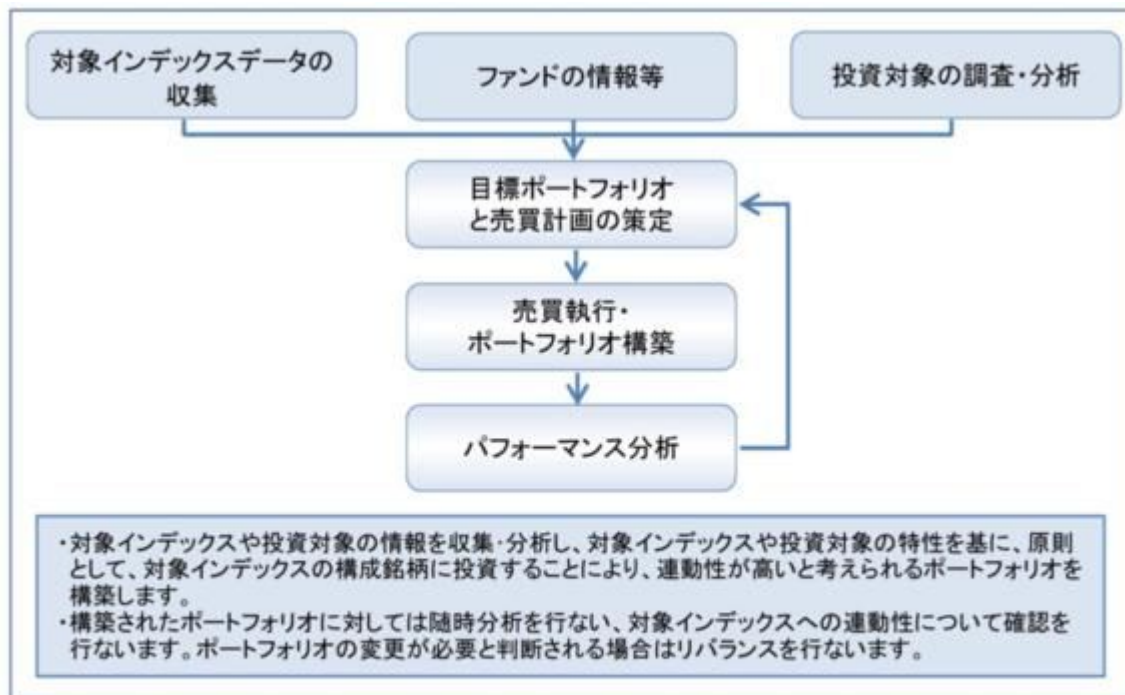 対象インデックスデータの
収集
ファンドの情報等
投資対象の調査・分析
目標ポートフォリオ
と売買計画の策定
売買執行・
ポートフォリオ構築
パフォーマンス分析
・対象インデックスや投資対象の情報を収集・分析し、対象インデックスや投資対象の特性を基に、原則
として、対象インデックスの構成銘柄に投資することにより、連動性が高いと考えられるポートフォリオを
構築します。
・構築されたポートフォリオに対しては随時分析を行ない、対象インデックスへの連動性について確認を
行ないます。ポートフォリオの変更が必要と判断される場合はリバランスを行ないます。